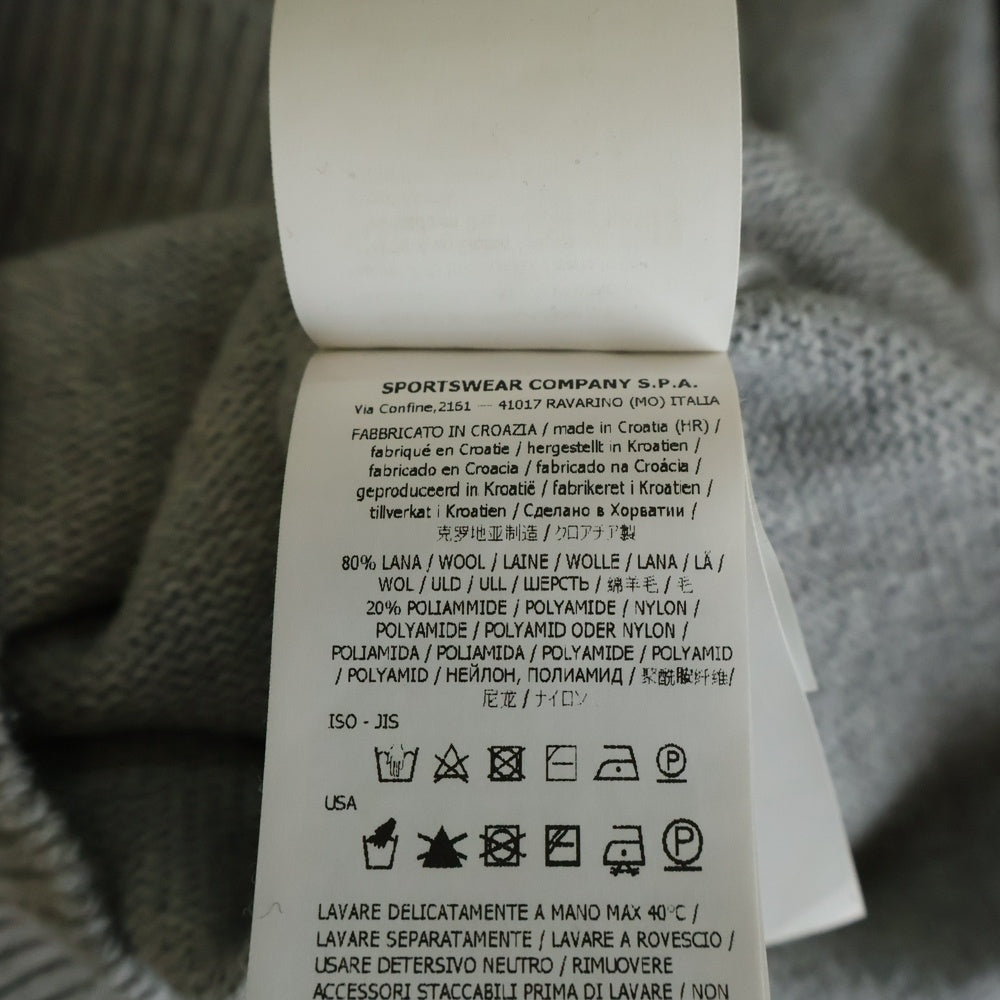 SPORTSWEAR COMPANY S.P.A.
Via Confine,2161 — 41017 RAVARINO (MO) ITALIA
FABBRICATO IN CROAZIA / made in Croatia (HR) /
fabriqué en Croatie / hergestellt in Kroatien /
fabricado en Croacia / fabricado na Croácia /
geproduceerd in Kroatië / fabrikeret i Kroatien /
tillverkat i Kroatien / Сделано в Хорватии /
克罗地亚制造 / クロアチア製
80% LANA / WOOL / LAINE / WOLLE / LANA / LÃ /
WOL / ULD / ULL / ШЕРСТЬ / 绵羊毛 / 毛
20% POLIAMMIDE / POLYAMIDE / NYLON /
POLYAMIDE / POLYAMID ODER NYLON /
POLIAMIDA / POLIAMIDA / POLYAMIDE / POLYAMID
/ POLYAMID / НЕЙЛОН, ПОЛИАМИД / 聚酰胺纤维/
尼龙 / ナイロン
ISO - JIS
P
USA
P
LAVARE DELICATAMENTE A MANO MAX 40°C /
LAVARE SEPARATAMENTE / LAVARE A ROVESCIO /
USARE DETERSIVO NEUTRO / RIMUOVERE
ACCESSORI STACCABILI PRIMA DI LAVARE / NON